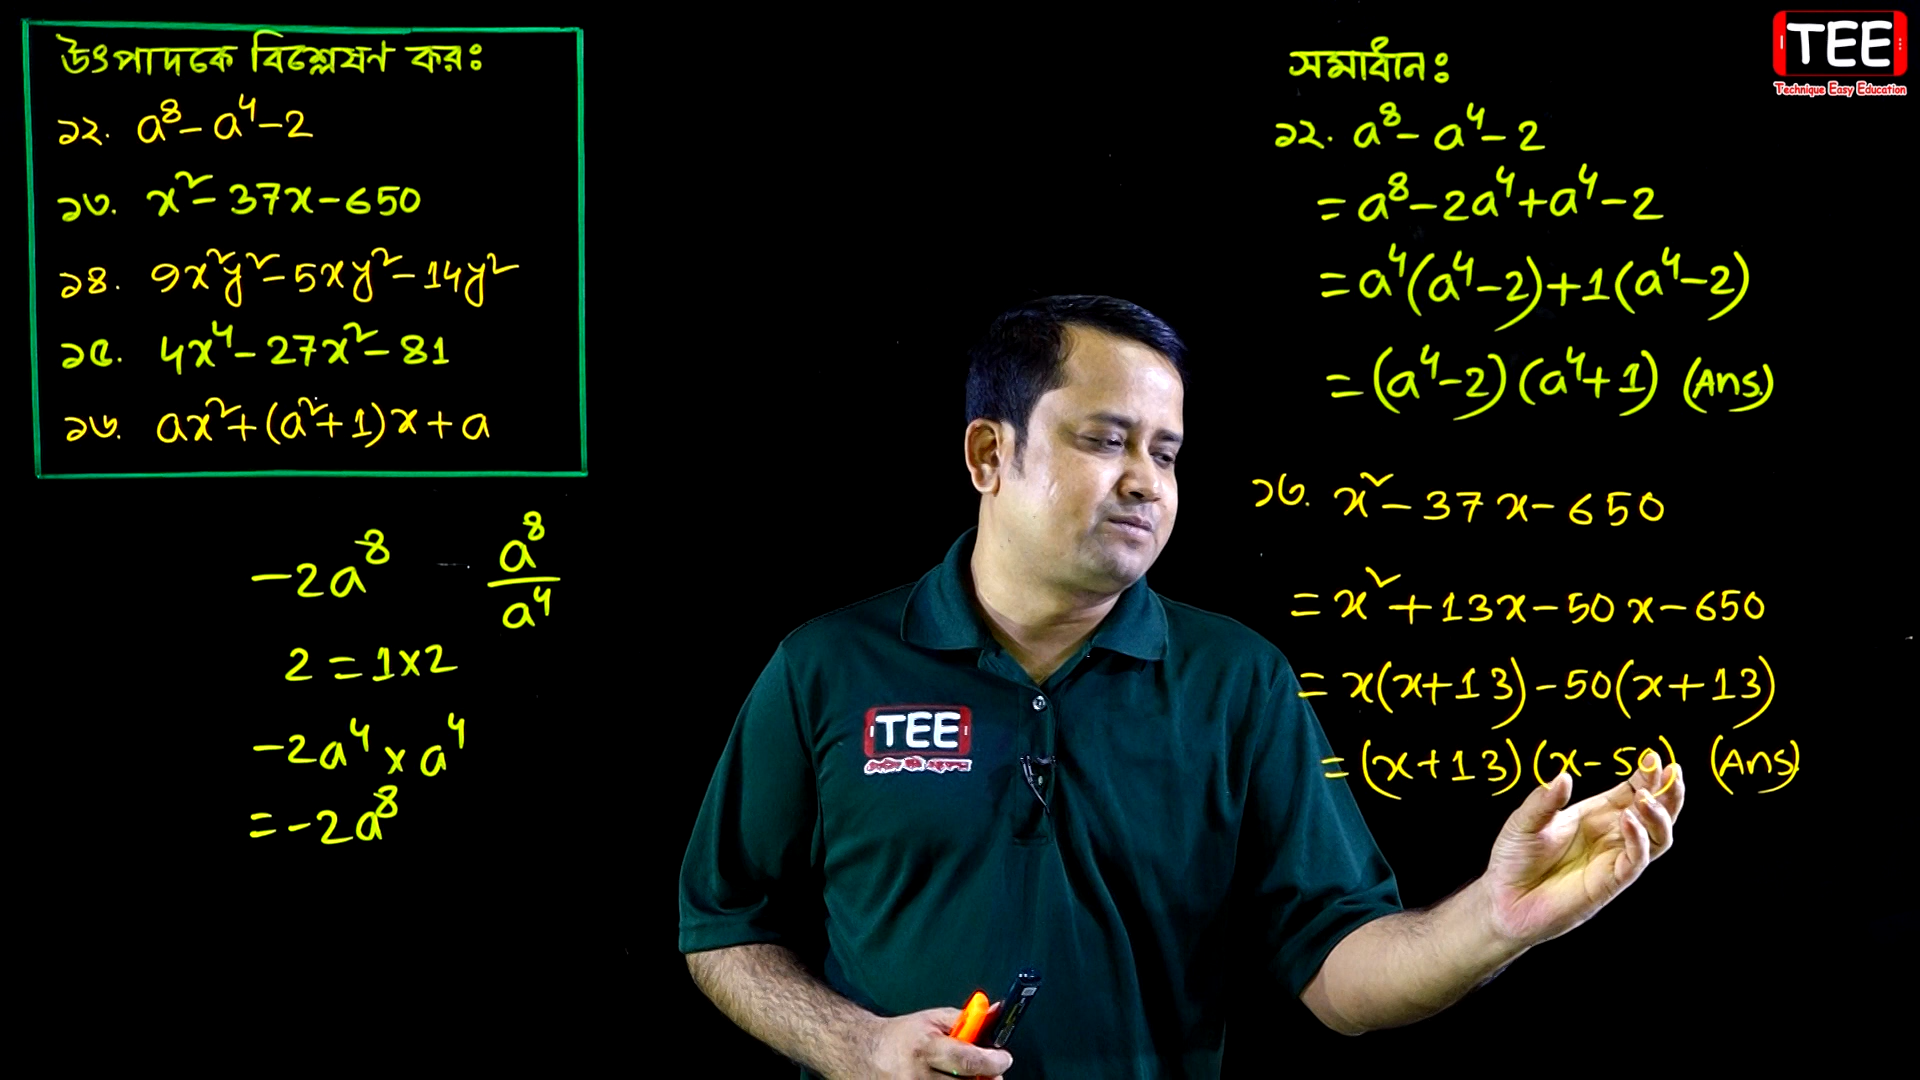 উৎপাদকে বিশ্লেষণ করঃ
১২. a⁸-a⁴-2
১৩. x²-37x-650
১৪. 9x²y²-5xy²-14y²
১৫. 4x⁴-27x²-81
১৬. ax²+(a²+1)x+a
-2a⁸
a⁸/a⁴
2=1×2
-2a⁴×a⁴
=-2a⁸
TEE
সমাধানঃ
১২. a⁸-a⁴-2
=a⁸-2a⁴+a⁴-2
=a⁴(a⁴-2)+1(a⁴-2)
=(a⁴-2)(a⁴+1) (Ans.)
১৩. x²-37x-650
=x²+13x-50x-650
=x(x+13)-50(x+13)
=(x+13)(x-50) (Ans)
TEE
Technique Easy Education